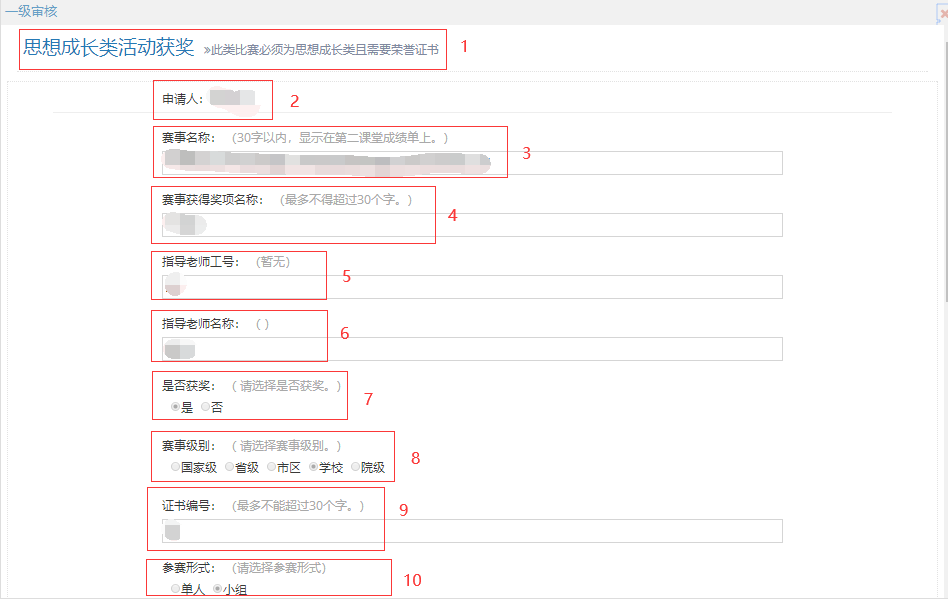 一级审核
思想成长类活动获奖 »此类比赛必须为思想成长类且需要荣誉证书 1
申请人： 2
赛事名称： （30字以内，显示在第二课堂成绩单上。） 3
赛事获得奖项名称： （最多不得超过30个字。） 4
指导老师工号： （暂无） 5
指导老师名称： （ ） 6
是否获奖： （ 请选择是否获奖。） 7
是 否
赛事级别： （ 请选择赛事级别。） 8
国家级 省级 市区 学校 院级
证书编号： （最多不能超过30个字。） 9
参赛形式： （请选择参赛形式） 10
单人 小组